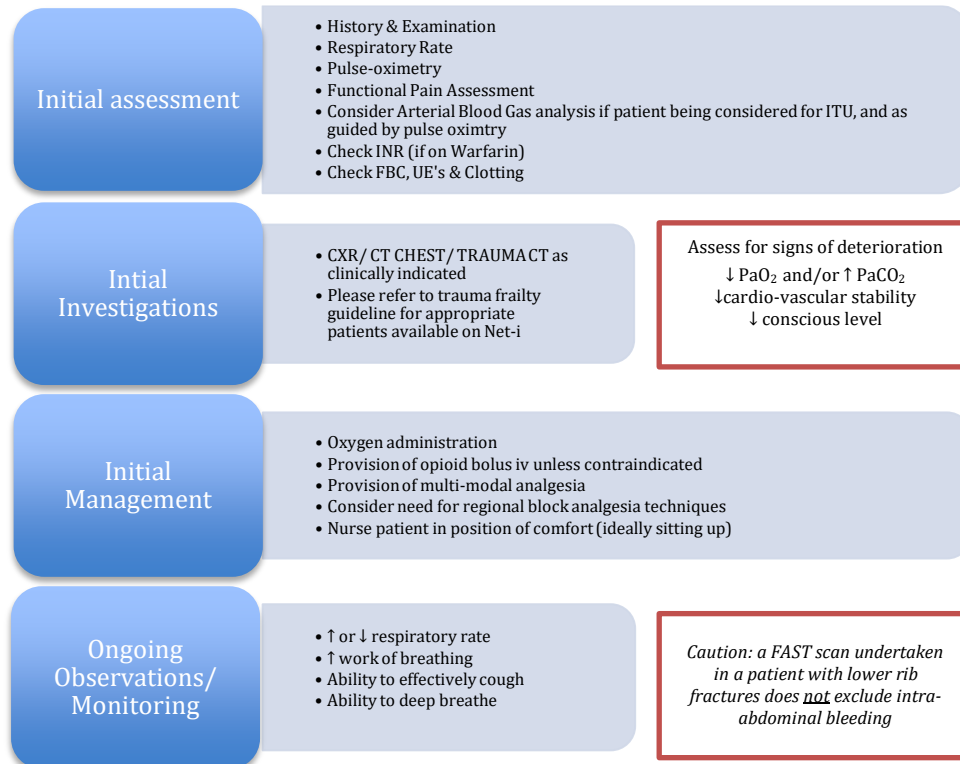 Initial assessment
• History & Examination
• Respiratory Rate
• Pulse-oximetry
• Functional Pain Assessment
• Consider Arterial Blood Gas analysis if patient being considered for ITU, and as
guided by pulse oximtry
• Check INR (if on Warfarin)
• Check FBC, UE's & Clotting
Intial
Investigations
• CXR/ CT CHEST/ TRAUMA CT as
clinically indicated
• Please refer to trauma frailty
guideline for appropriate
patients available on Net-i
Assess for signs of deterioration
↓ PaO₂ and/or ↑ PaCO₂
↓cardio-vascular stability
↓ conscious level
Initial
Management
• Oxygen administration
• Provision of opioid bolus iv unless contraindicated
• Provision of multi-modal analgesia
• Consider need for regional block analgesia techniques
• Nurse patient in position of comfort (ideally sitting up)
Ongoing
Observations/
Monitoring
• ↑ or ↓ respiratory rate
• ↑ work of breathing
• Ability to effectively cough
• Ability to deep breathe
Caution: a FAST scan undertaken
in a patient with lower rib
fractures does not exclude intra-
abdominal bleeding